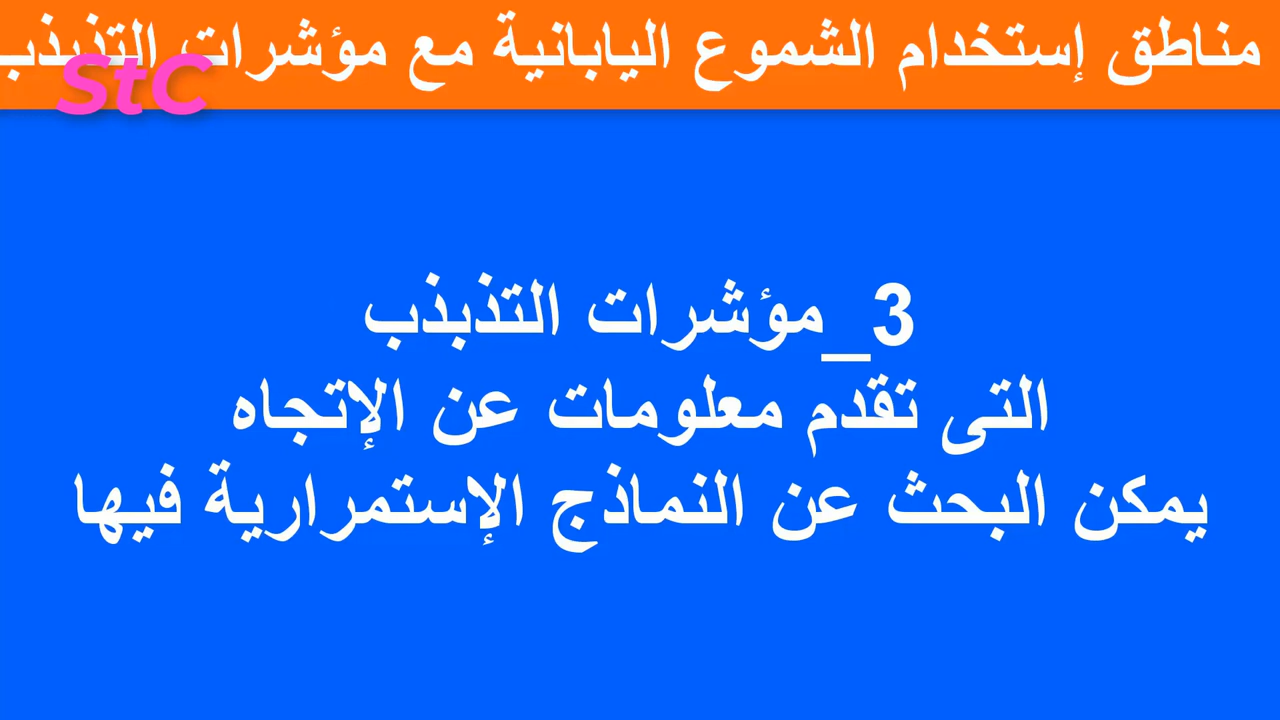 مناطق إستخدام الشموع اليابانية مع مؤشرات التذبذب
StC
3_مؤشرات التذبذب
التى تقدم معلومات عن الإتجاه
يمكن البحث عن النماذج الإستمرارية فيها